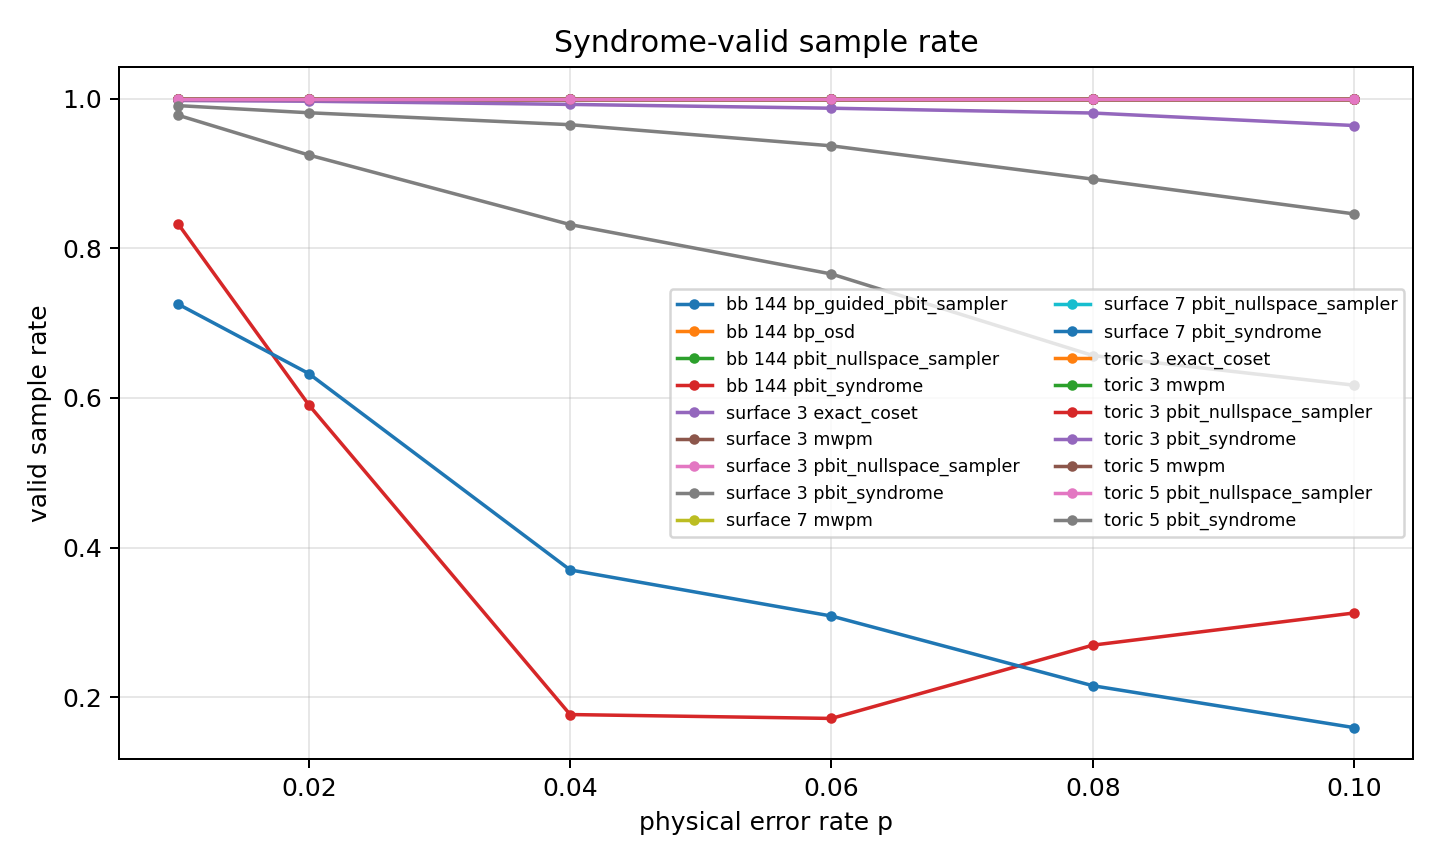 Syndrome-valid sample rate
valid sample rate
1.0
0.8
0.6
0.4
0.2
bb 144 bp_guided_pbit_sampler
bb 144 bp_osd
bb 144 pbit_nullspace_sampler
bb 144 pbit_syndrome
surface 3 exact_coset
surface 3 mwpm
surface 3 pbit_nullspace_sampler
surface 3 pbit_syndrome
surface 7 mwpm
surface 7 pbit_nullspace_sampler
surface 7 pbit_syndrome
toric 3 exact_coset
toric 3 mwpm
toric 3 pbit_nullspace_sampler
toric 3 pbit_syndrome
toric 5 mwpm
toric 5 pbit_nullspace_sampler
toric 5 pbit_syndrome
0.02 0.04 0.06 0.08 0.10
physical error rate p